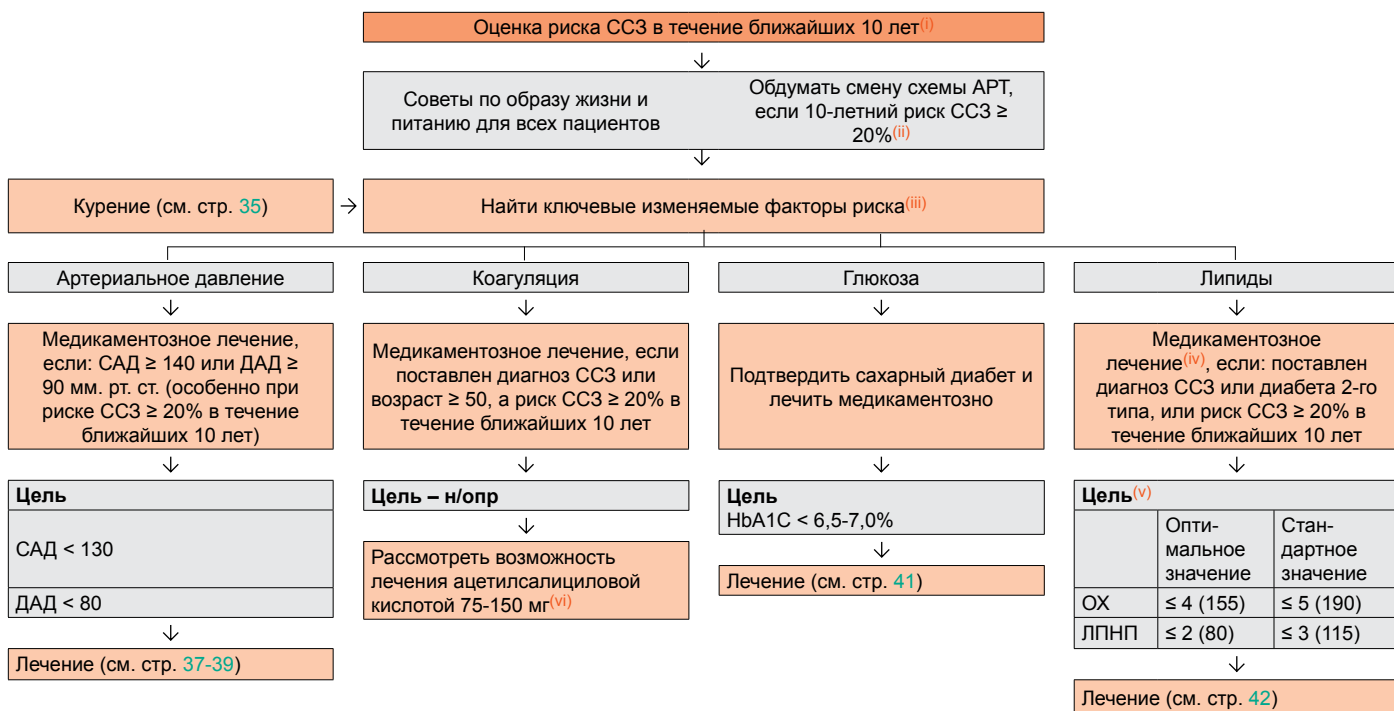 Оценка риска ССЗ в течение ближайших 10 лет(i)
Советы по образу жизни и
питанию для всех пациентов
Обдумать смену схемы АРТ,
если 10-летний риск ССЗ ≥
20%(ii)
Курение (см. стр. 35)
Найти ключевые изменяемые факторы риска(iii)
Артериальное давление
Коагуляция
Глюкоза
Липиды
Медикаментозное лечение,
если: САД ≥ 140 или ДАД ≥
90 мм. рт. ст. (особенно при
риске ССЗ ≥ 20% в течение
ближайших 10 лет)
Медикаментозное лечение, если
поставлен диагноз ССЗ или
возраст ≥ 50, а риск ССЗ ≥ 20% в
течение ближайших 10 лет
Подтвердить сахарный диабет и
лечить медикаментозно
Медикаментозное
лечение(iv), если: поставлен
диагноз ССЗ или диабета 2-го
типа, или риск ССЗ ≥ 20% в
течение ближайших 10 лет
Цель
САД < 130
ДАД < 80
Лечение (см. стр. 37-39)
Цель – н/опр
Рассмотреть возможность
лечения ацетилсалициловой
кислотой 75-150 мг(vi)
Цель
HbA1C < 6,5-7,0%
Лечение (см. стр. 41)
Цель(v)
Опти-
мальное
значение
Стан-
дартное
значение
ОХ ≤ 4 (155) ≤ 5 (190)
ЛПНП ≤ 2 (80) ≤ 3 (115)
Лечение (см. стр. 42)